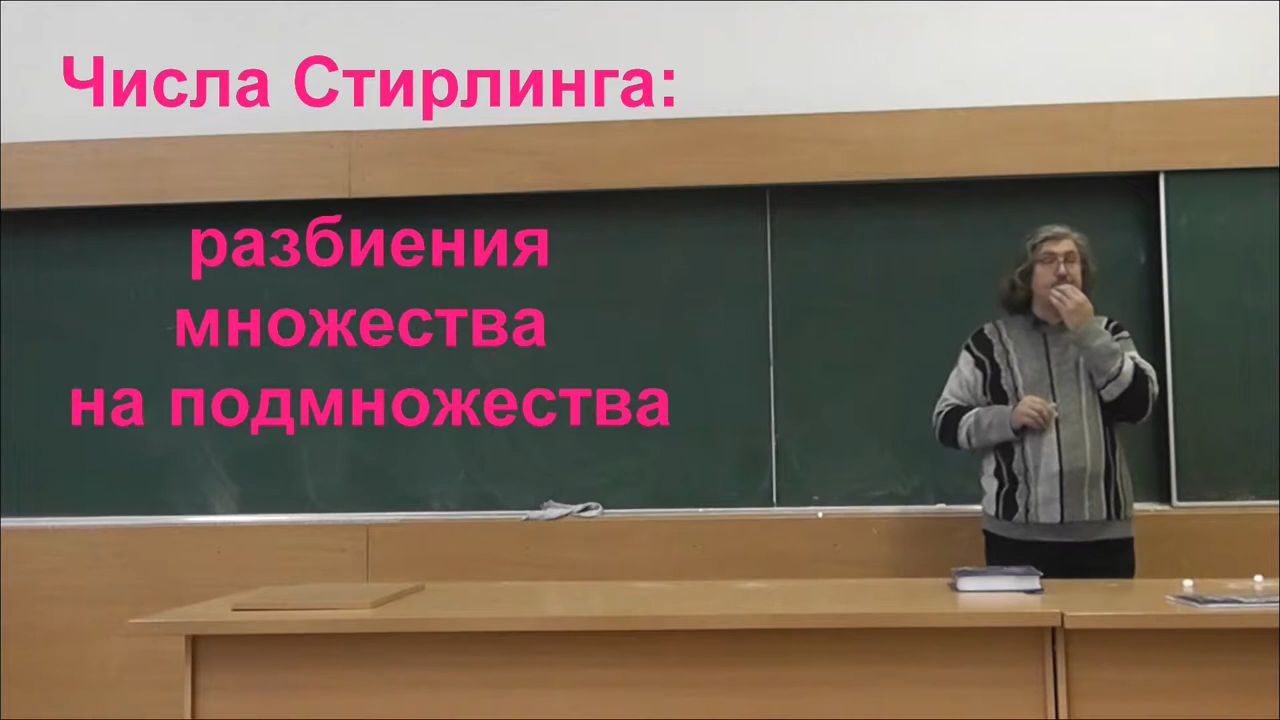 Числа Стирлинга:
разбиения
множества
на подмножества